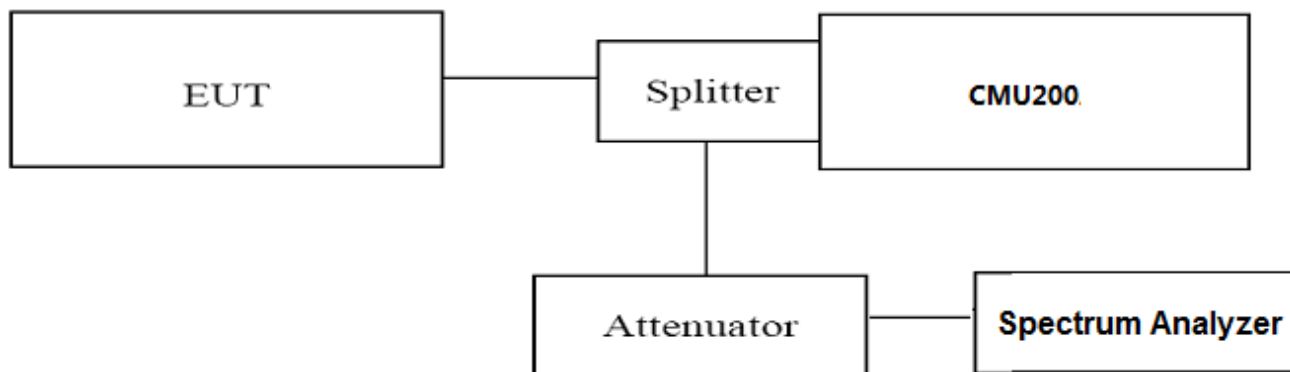 EUT
Splitter
CMU200
Attenuator
Spectrum Analyzer